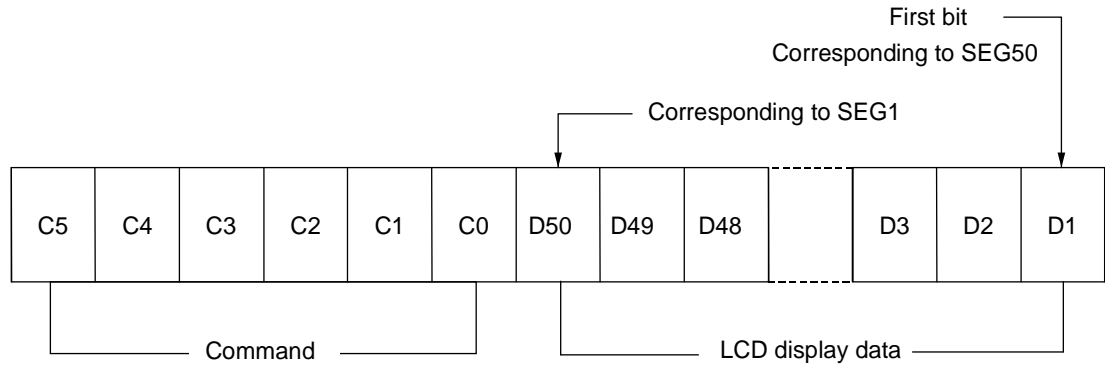 First bit
Corresponding to SEG50
Corresponding to SEG1
C5 C4 C3 C2 C1 C0 D50 D49 D48 D3 D2 D1
Command LCD display data